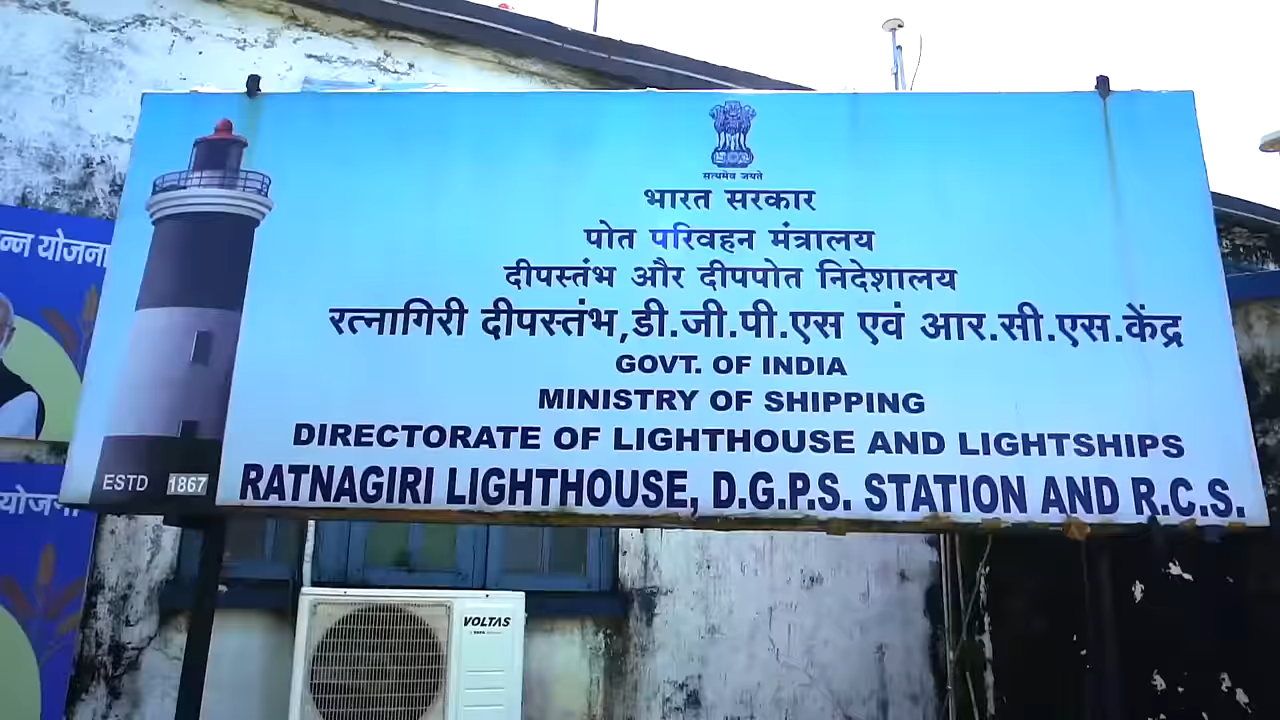 सत्यमेव जयते
भारत सरकार
पोत परिवहन मंत्रालय
दीपस्तंभ और दीपपोत निदेशालय
रत्नागिरी दीपस्तंभ,डी.जी.पी.एस एवं आर.सी.एस.केंद्र
GOVT. OF INDIA
MINISTRY OF SHIPPING
DIRECTORATE OF LIGHTHOUSE AND LIGHTSHIPS
RATNAGIRI LIGHTHOUSE, D.G.P.S. STATION AND R.C.S.
ESTD 1867
न्न योजना
VOLTAS